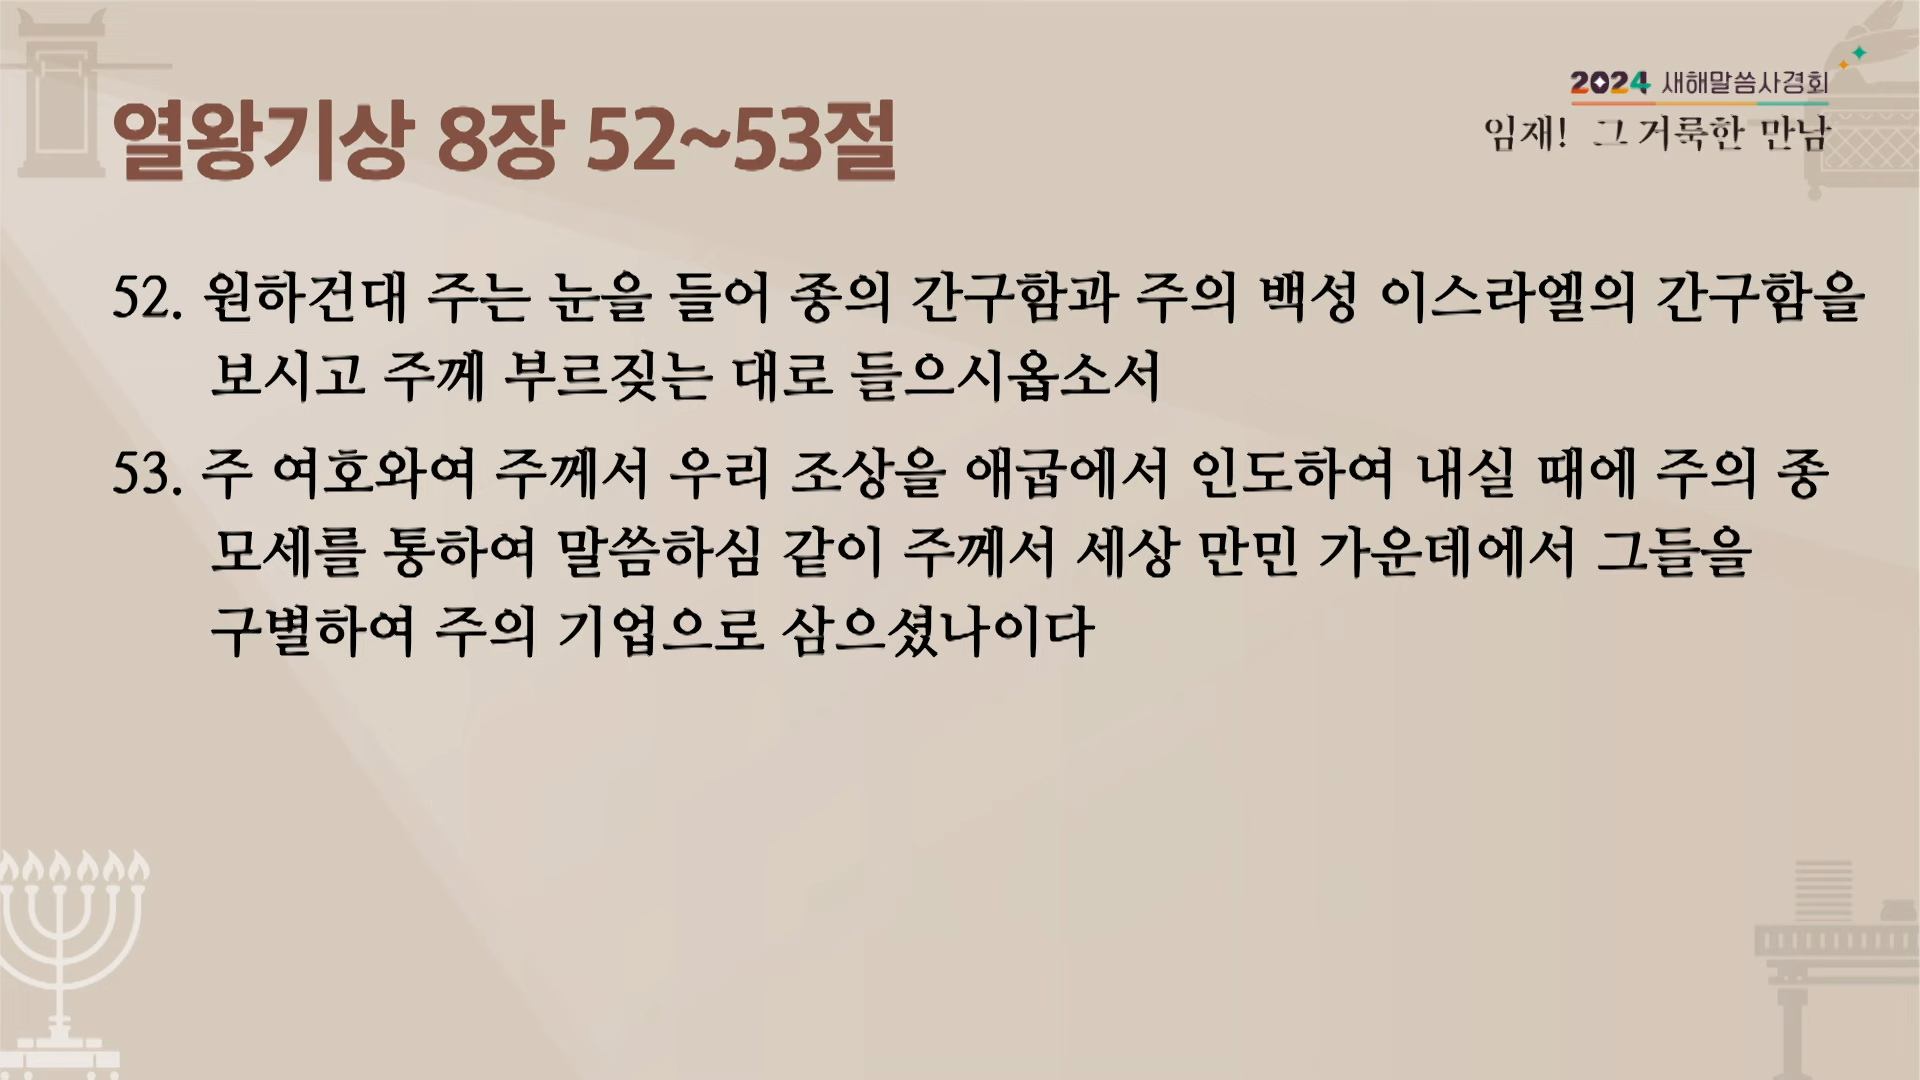 열왕기상 8장 52~53절
2024 새해말씀사경회
임재! 그 거룩한 만남
52. 원하건대 주는 눈을 들어 종의 간구함과 주의 백성 이스라엘의 간구함을
보시고 주께 부르짖는 대로 들으시옵소서
53. 주 여호와여 주께서 우리 조상을 애굽에서 인도하여 내실 때에 주의 종
모세를 통하여 말씀하심 같이 주께서 세상 만민 가운데에서 그들을
구별하여 주의 기업으로 삼으셨나이다